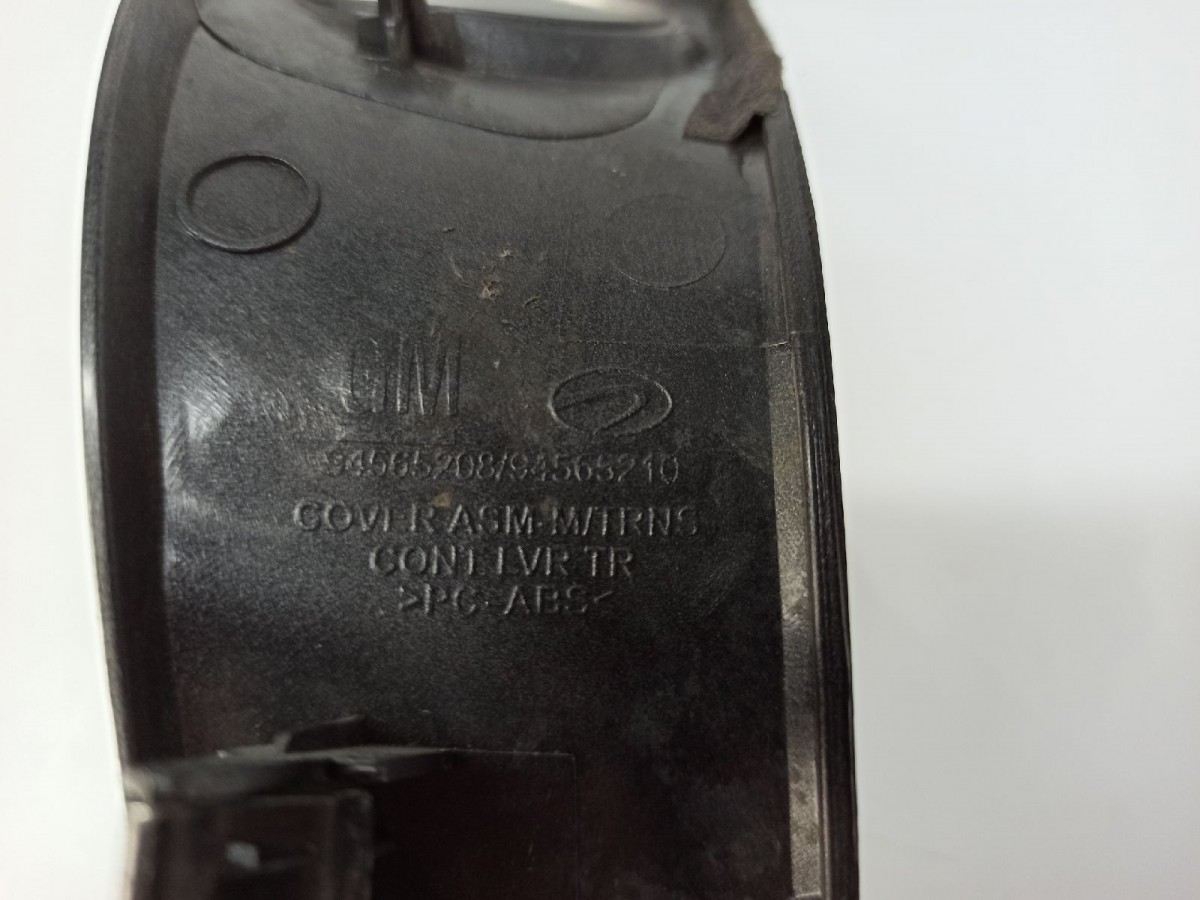 GM
94565208/94565210
COVER ASM-M/TRNS
CONT LVR TR
>PC+ABS<